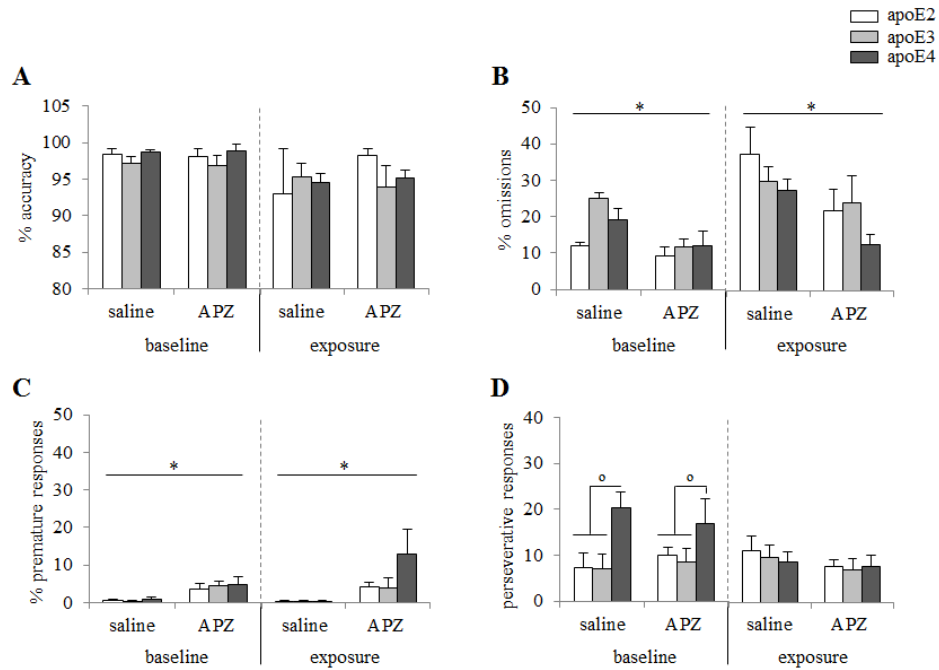 apoE2
apoE3
apoE4
A
% accuracy
105
100
95
90
85
80
saline APZ saline APZ
baseline exposure
B
% omissions
50
40
30
20
10
0
* *
saline APZ saline APZ
baseline exposure
C
% premature responses
50
40
30
20
10
0
* *
saline APZ saline APZ
baseline exposure
D
perseverative responses
40
30
20
10
0
o o
saline APZ saline APZ
baseline exposure